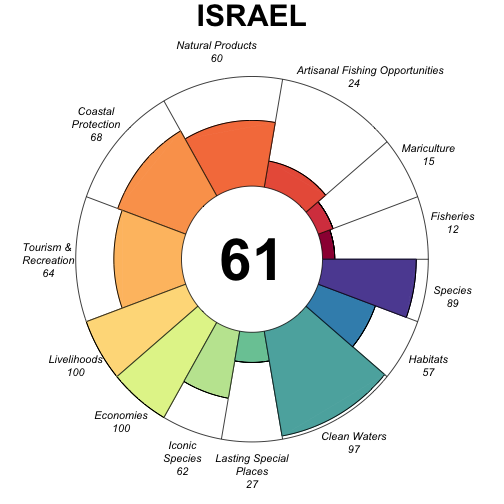 ISRAEL
Natural Products
60
Artisanal Fishing Opportunities
24
Coastal
Protection
68
Mariculture
15
Fisheries
12
Tourism &
Recreation
64
61
Species
89
Livelihoods
100
Habitats
57
Economies
100
Clean Waters
97
Iconic
Species
62
Lasting Special
Places
27